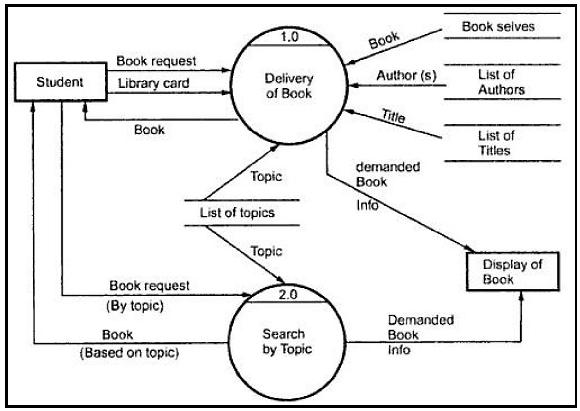 1.0
Book selves
Book
Book request
Student
Library card
Delivery
of Book
Author (s)
List of
Authors
Book
Title
List of
Titles
Topic
demanded
Book
Info
List of topics
Topic
Display of
Book
Book request
(By topic)
2.0
Search
by Topic
Demanded
Book
Info
Book
(Based on topic)